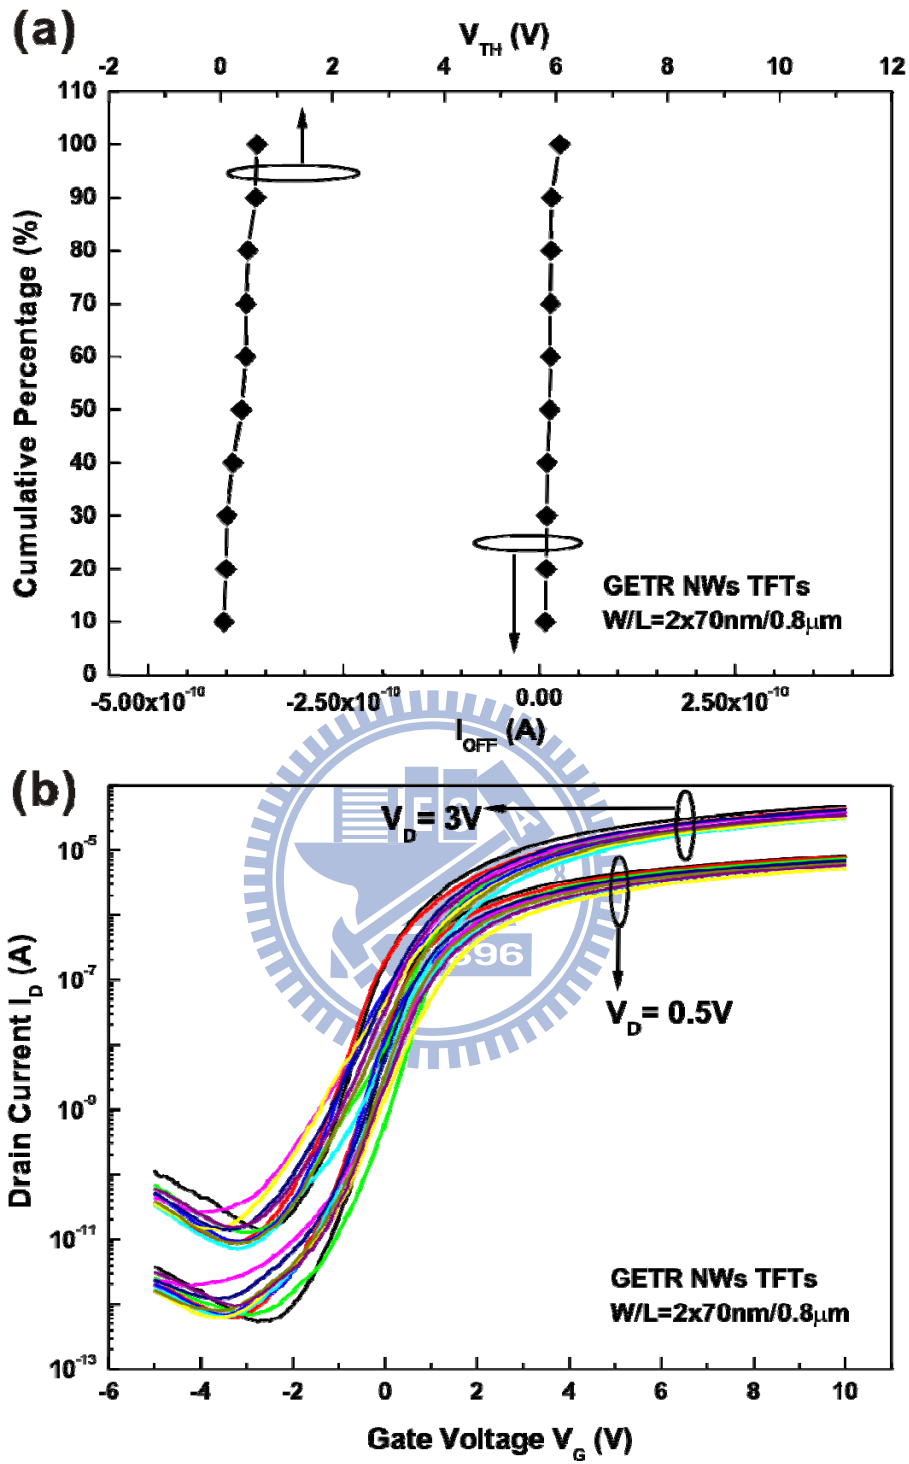 (a)
V_TH (V)
-2 0 2 4 6 8 10 12
110
100
90
80
70
60
50
40
30
20
10
0
Cumulative Percentage (%)
GETR NWs TFTs
W/L=2x70nm/0.8μm
-5.00x10^-10 -2.50x10^-10 0.00 2.50x10^-10
I_OFF (A)
(b)
V_D= 3V
10^-5
10^-7
10^-9
10^-11
10^-13
Drain Current I_D (A)
896
V_D= 0.5V
GETR NWs TFTs
W/L=2x70nm/0.8μm
-6 -4 -2 0 2 4 6 8 10
Gate Voltage V_G (V)